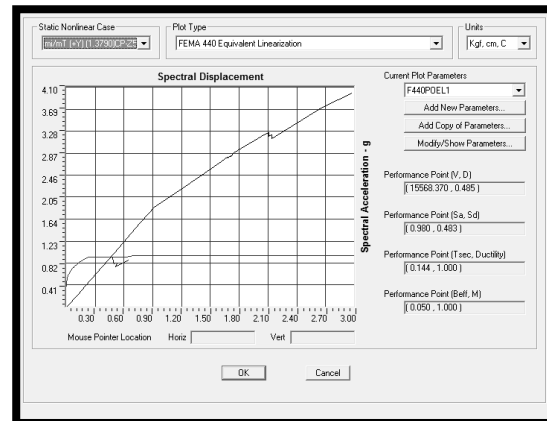 Static Nonlinear Case
Plot Type
FEMA 440 Equivalent Linearization
Units
Kgf, cm, C
Spectral Displacement
4.10
3.69
3.28
2.87
2.46
2.05
1.64
1.23
0.82
0.41
0.30 0.60 0.90 1.20 1.50 1.80 2.10 2.40 2.70 3.00
Spectral Acceleration - g
Mouse Pointer Location Horiz Vert
Current Plot Parameters
F440POEL1
Add New Parameters...
Add Copy of Parameters...
Modify/Show Parameters...
Performance Point (V, D)
( 15568.370 , 0.485 )
Performance Point (Sa, Sd)
( 0.980 , 0.483 )
Performance Point (Tsec, Ductility)
( 0.144 , 1.000 )
Performance Point (Beff, M)
( 0.050 , 1.000 )
OK Cancel